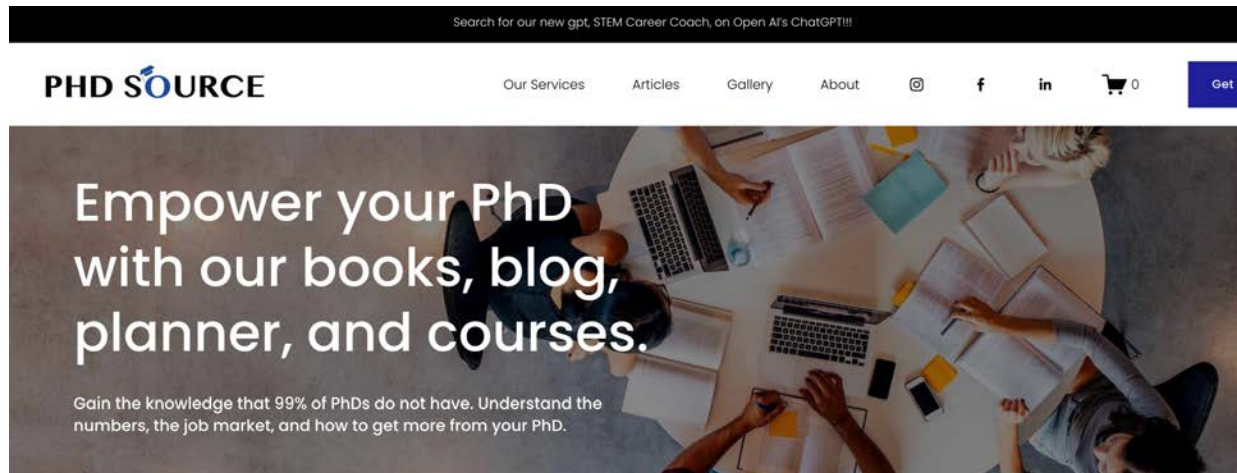 Search for our new gpt, STEM Career Coach, on Open AI's ChatGPT!!!
PHD SOURCE
Our Services
Articles
Gallery
About
f
in
0
Get
Empower your PhD
with our books, blog,
planner, and courses.
Gain the knowledge that 99% of PhDs do not have. Understand the
numbers, the job market, and how to get more from your PhD.